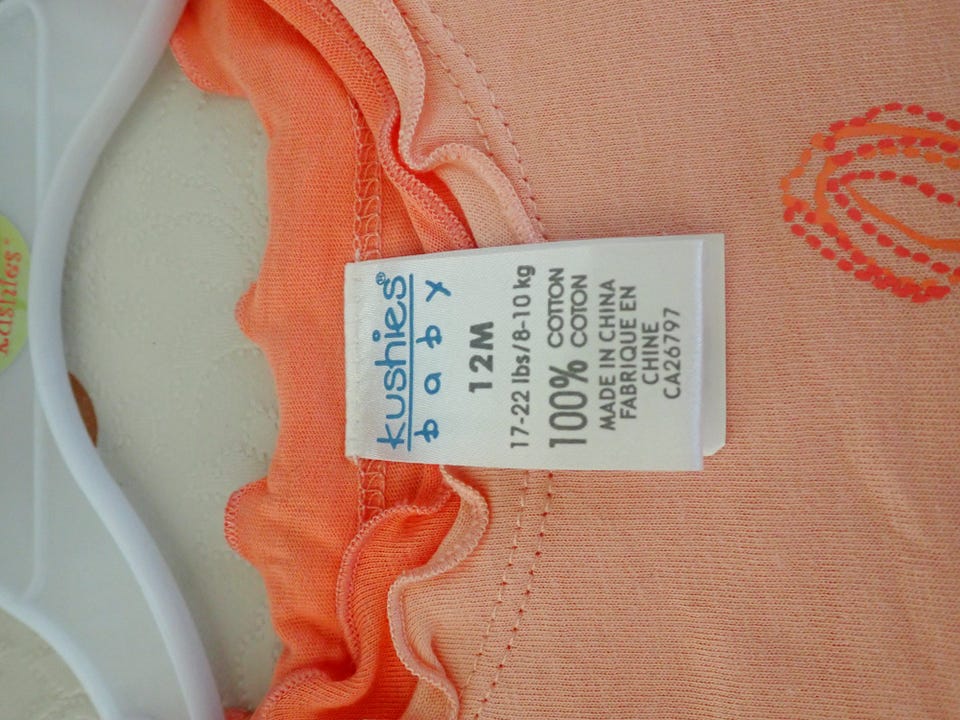 kushies®
baby
12M
17-22 lbs/8-10 kg
100% COTTON
COTON
MADE IN CHINA
FABRIQUE EN
CHINE
CA26797
kushies®